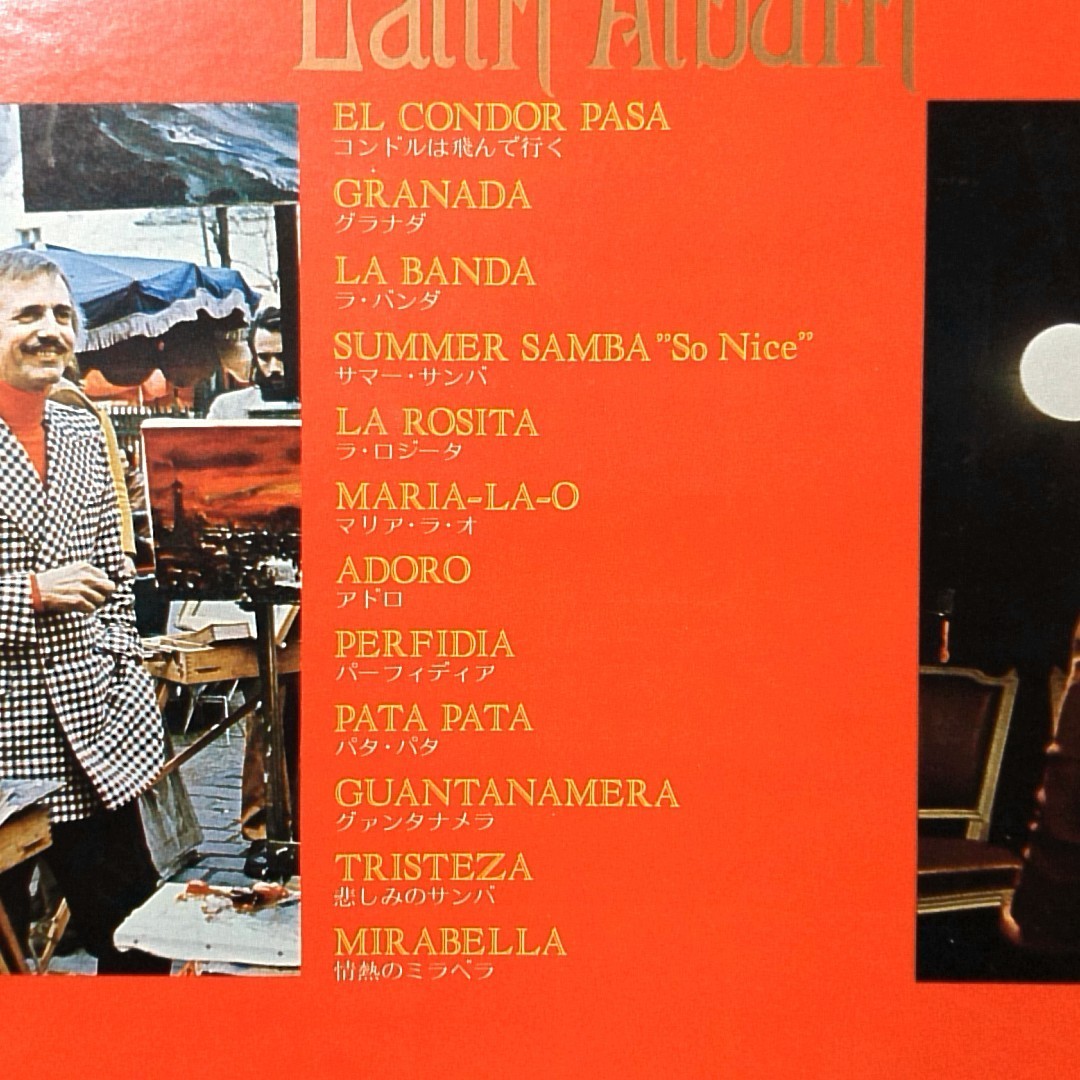 Latin Album
EL CONDOR PASA
コンドルは飛んで行く
GRANADA
グラナダ
LA BANDA
ラ・バンダ
SUMMER SAMBA "So Nice"
サマー・サンバ
LA ROSITA
ラ・ロジータ
MARIA-LA-O
マリア・ラ・オ
ADORO
アドロ
PERFIDIA
パーフィディア
PATA PATA
パタ・パタ
GUANTANAMERA
グァンタナメラ
TRISTEZA
悲しみのサンバ
MIRABELLA
情熱のミラベラ